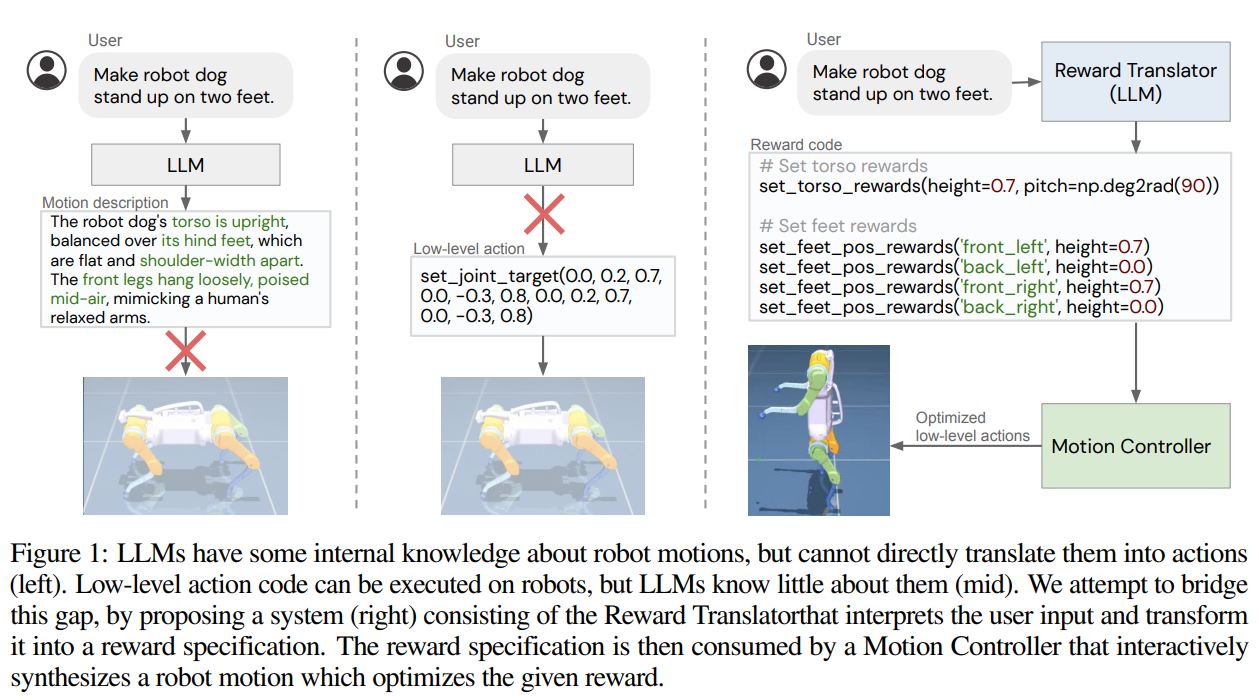 User
Make robot dog
stand up on two feet.
LLM
Motion description
The robot dog's torso is upright,
balanced over its hind feet, which
are flat and shoulder-width apart.
The front legs hang loosely, poised
mid-air, mimicking a human's
relaxed arms.
User
Make robot dog
stand up on two feet.
LLM
Low-level action
set_joint_target(0.0, 0.2, 0.7,
0.0, -0.3, 0.8, 0.0, 0.2, 0.7,
0.0, -0.3, 0.8)
User
Make robot dog
stand up on two feet.
Reward Translator
(LLM)
Reward code
# Set torso rewards
set_torso_rewards(height=0.7, pitch=np.deg2rad(90))
# Set feet rewards
set_feet_pos_rewards('front_left', height=0.7)
set_feet_pos_rewards('back_left', height=0.0)
set_feet_pos_rewards('front_right', height=0.7)
set_feet_pos_rewards('back_right', height=0.0)
Optimized
low-level actions
Motion Controller
Figure 1: LLMs have some internal knowledge about robot motions, but cannot directly translate them into actions
(left). Low-level action code can be executed on robots, but LLMs know little about them (mid). We attempt to bridge
this gap, by proposing a system (right) consisting of the Reward Translatorthat interprets the user input and transform
it into a reward specification. The reward specification is then consumed by a Motion Controller that interactively
synthesizes a robot motion which optimizes the given reward.